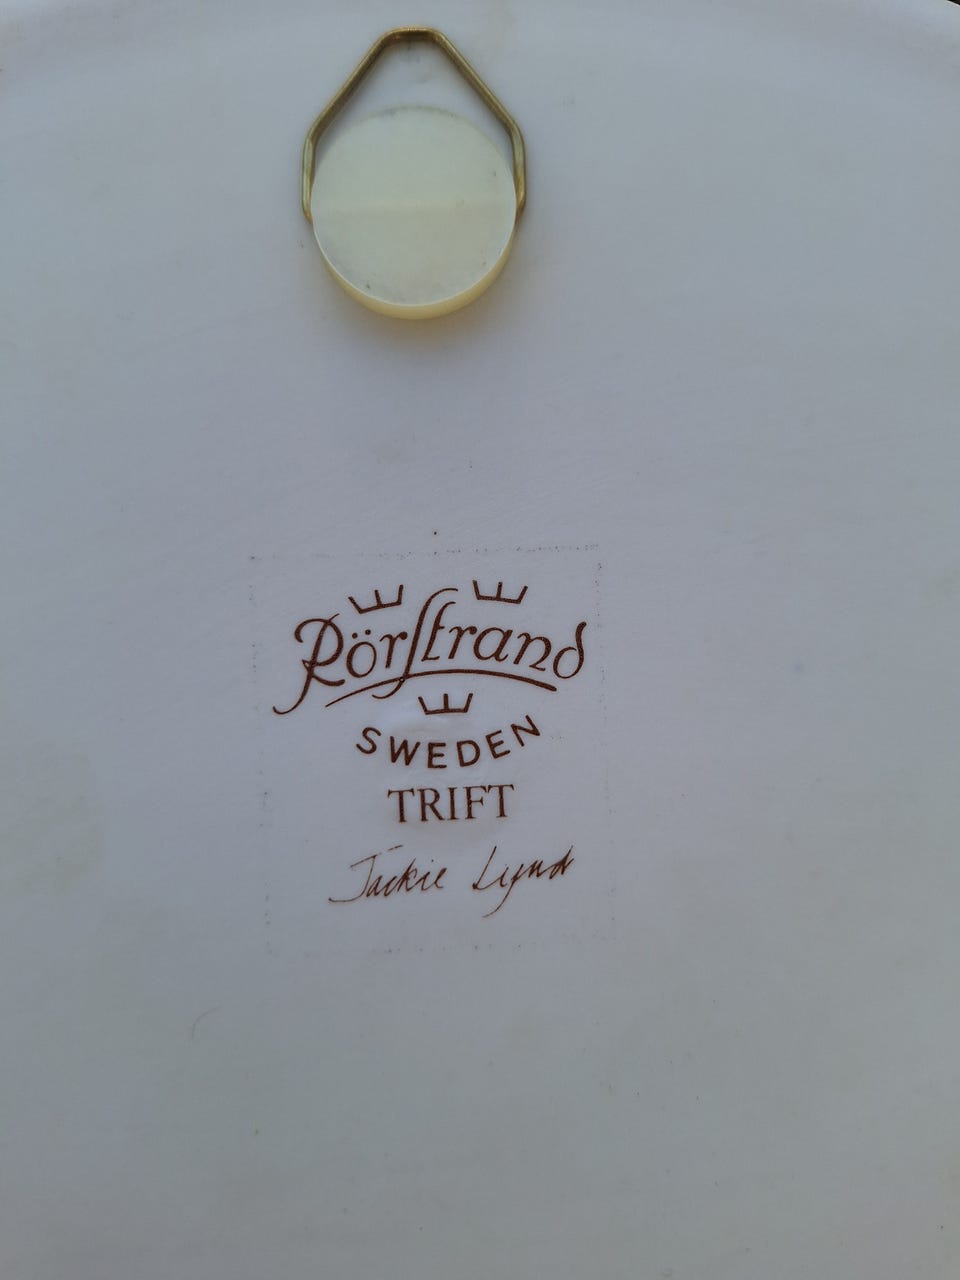 Rörstrand
SWEDEN
TRIFT
Jackie Lynd